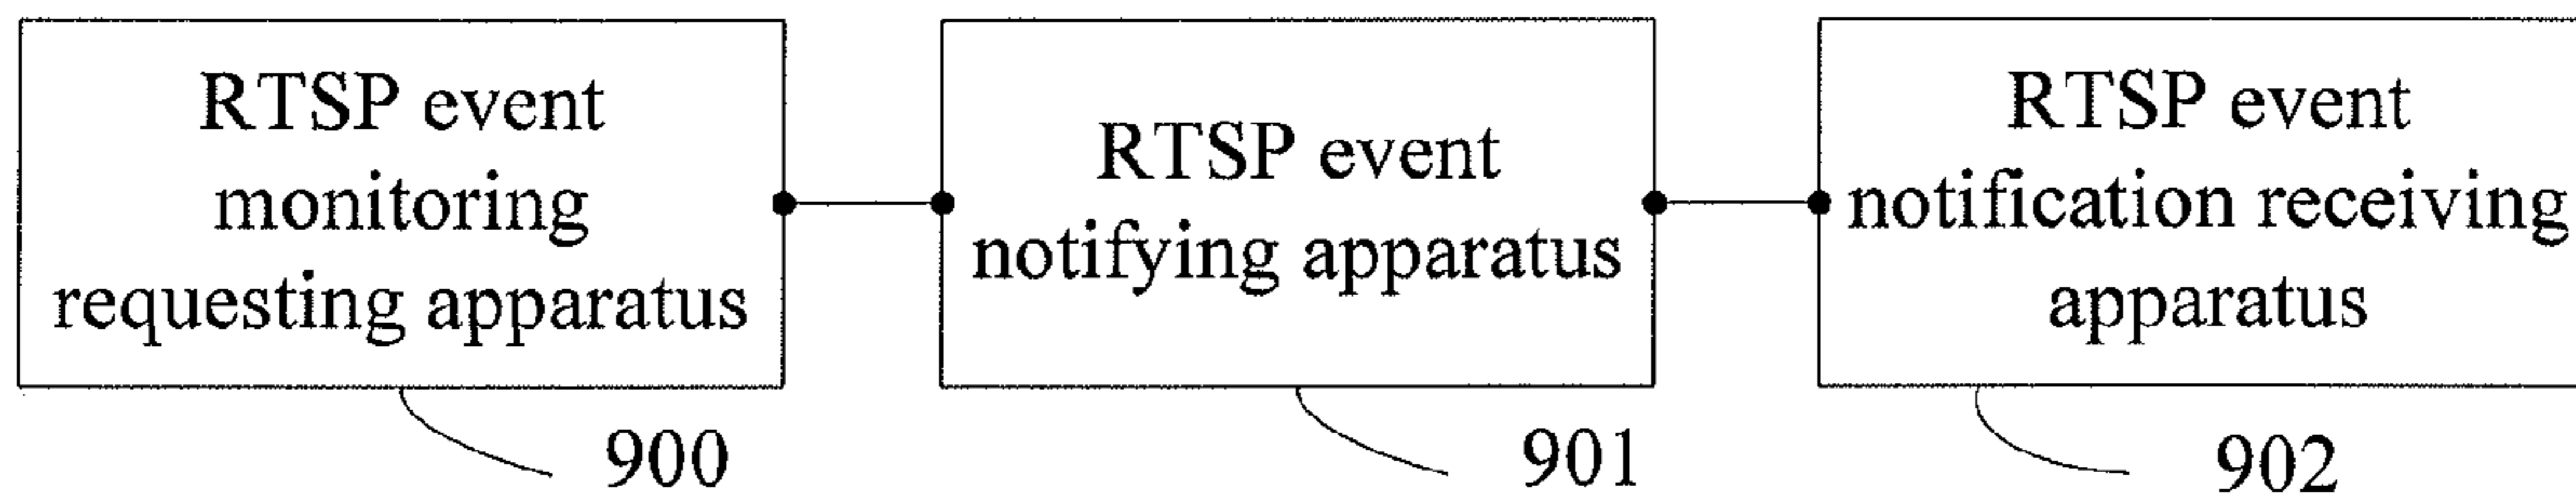 RTSP event
monitoring
requesting apparatus
RTSP event
notifying apparatus
RTSP event
notification receiving
apparatus
900
901
902